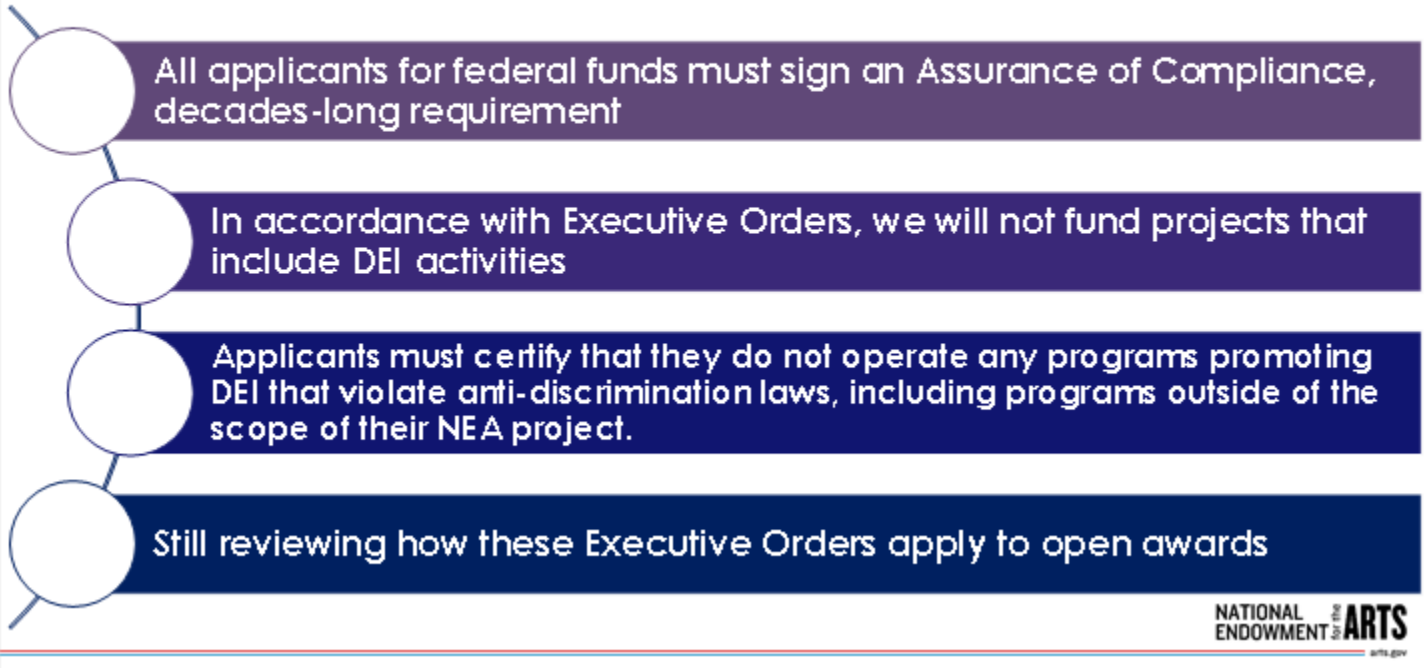 All applicants for federal funds must sign an Assurance of Compliance,
decades-long requirement
In accordance with Executive Orders, we will not fund projects that
include DEI activities
Applicants must certify that they do not operate any programs promoting
DEI that violate anti-discrimination laws, including programs outside of the
scope of their NEA project.
Still reviewing how these Executive Orders apply to open awards
NATIONAL
ENDOWMENT for the ARTS
arts.gov